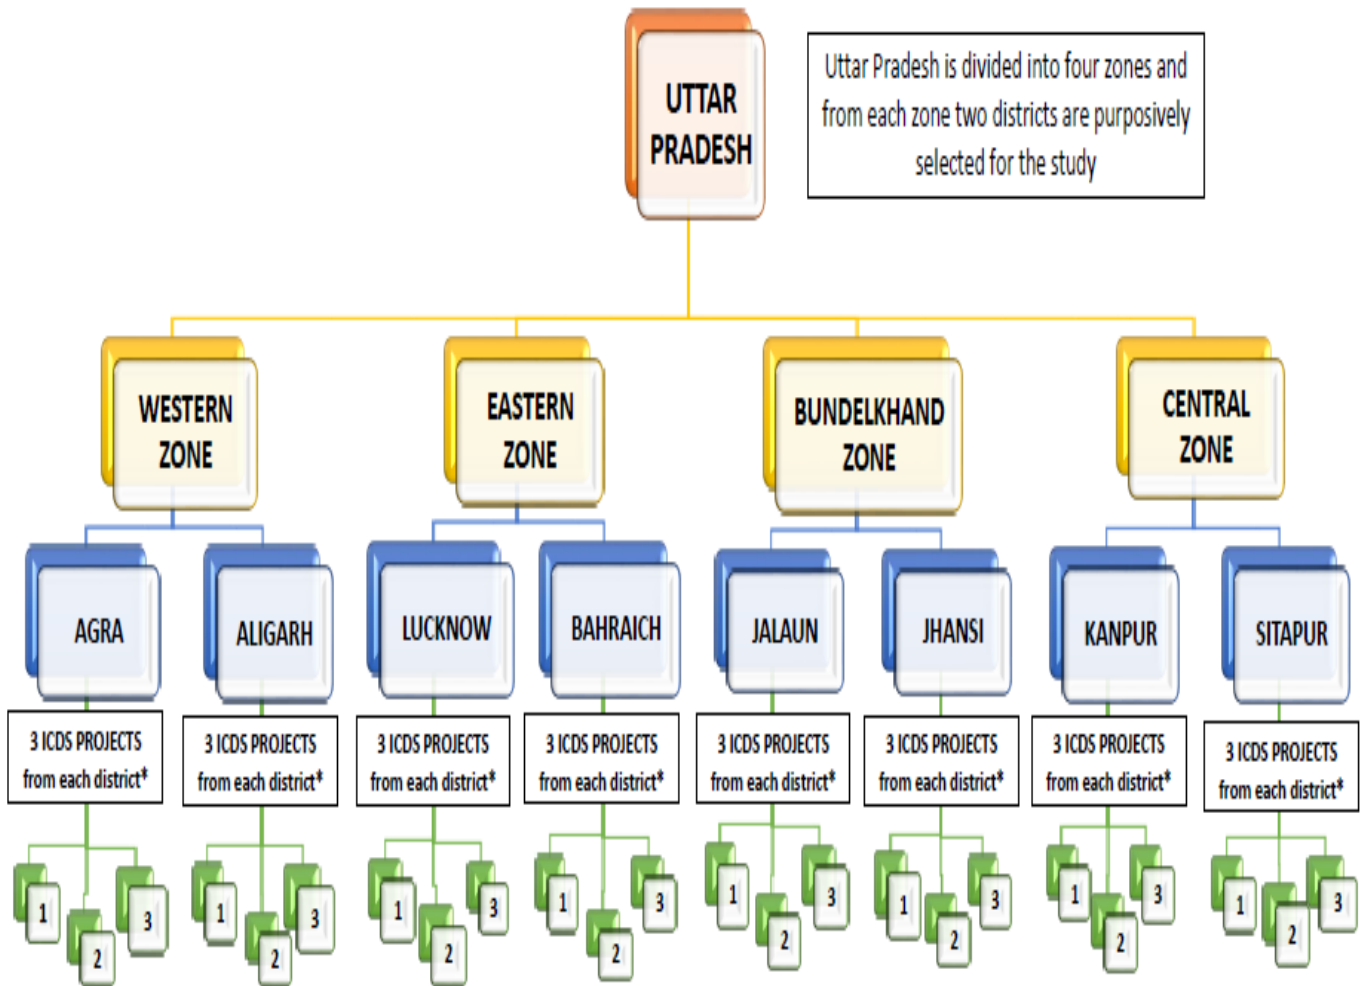 UTTAR
PRADESH
Uttar Pradesh is divided into four zones and
from each zone two districts are purposively
selected for the study
WESTERN
ZONE
EASTERN
ZONE
BUNDELKHAND
ZONE
CENTRAL
ZONE
AGRA
ALIGARH
LUCKNOW
BAHRAICH
JALAUN
JHANSI
KANPUR
SITAPUR
3 ICDS PROJECTS
from each district*
3 ICDS PROJECTS
from each district*
3 ICDS PROJECTS
from each district*
3 ICDS PROJECTS
from each district*
3 ICDS PROJECTS
from each district*
3 ICDS PROJECTS
from each district*
3 ICDS PROJECTS
from each district*
3 ICDS PROJECTS
from each district*
1
2
3
1
2
3
1
2
3
1
2
3
1
2
3
1
2
3
1
2
3
1
2
3